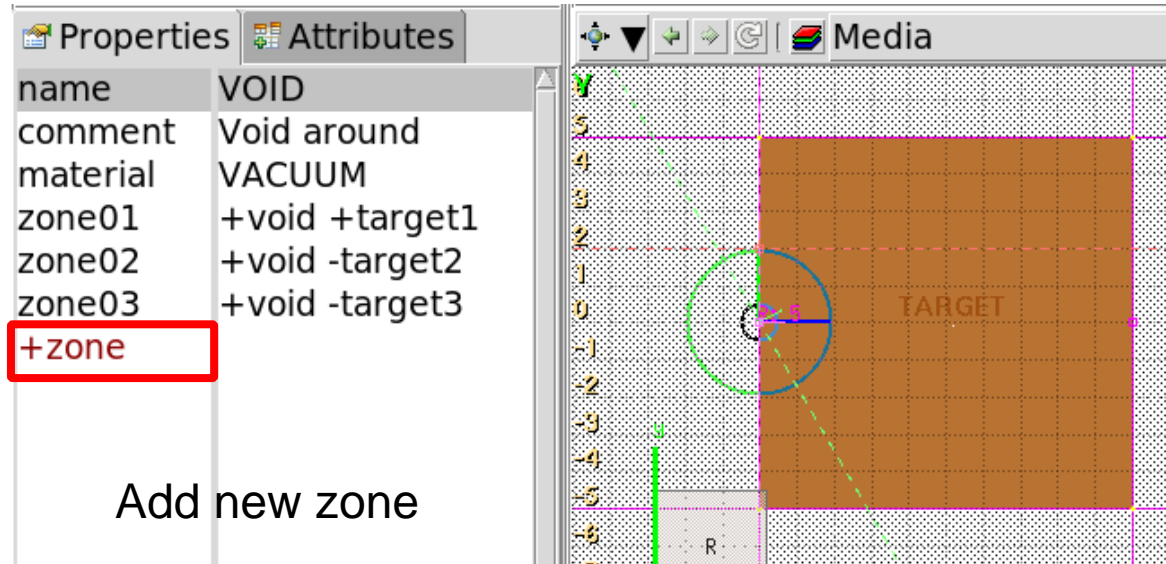 Properties Attributes
name VOID
comment Void around
material VACUUM
zone01 +void +target1
zone02 +void -target2
zone03 +void -target3
+zone
Add new zone
Media
Y
5
4
3
2
1
0
-1
-2
-3
-4
-5
-6
TARGET
S
y
R